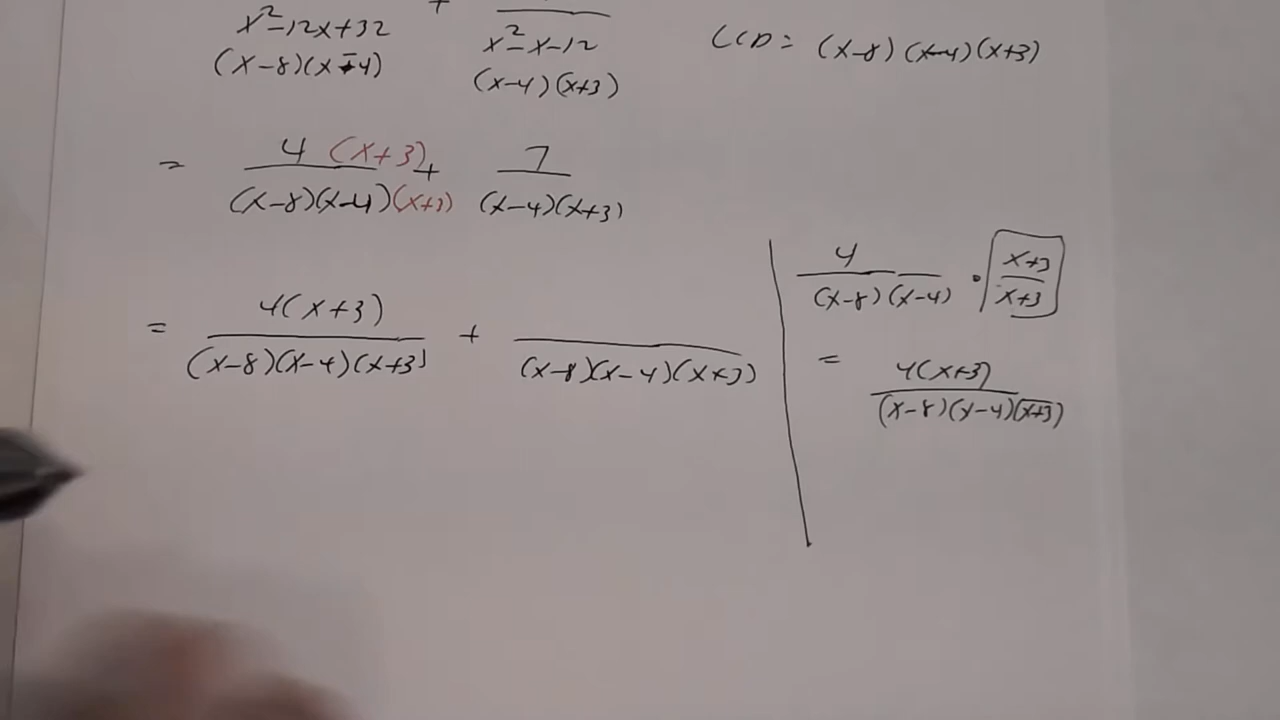 +
x²-12x+32
x²-x-12
LCD = (x-8)(x-4)(x+3)
(x-8)(x-4)
(x-4)(x+3)
= 4(x+3)/(x-8)(x-4)(x+3) + 7/(x-4)(x+3)
= 4(x+3)/(x-8)(x-4)(x+3) + /(x-8)(x-4)(x+3)
4/(x-8)(x-4) · x+3/x+3
= 4(x+3)/(x-8)(x-4)(x+3)